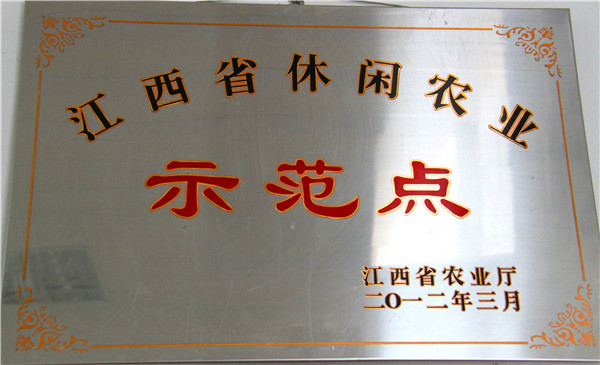 江西省休闲农业
示范点
江西省农业厅
二〇一二年三月